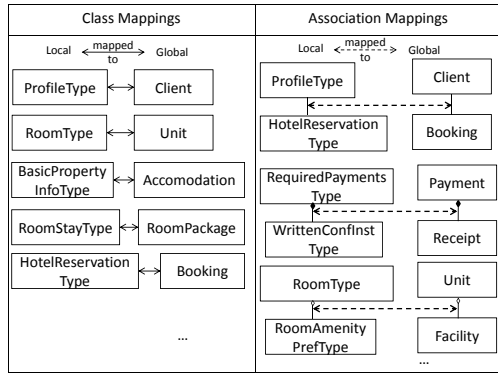 Class Mappings
Local mapped to Global
ProfileType Client
RoomType Unit
BasicProperty
InfoType
Accomodation
RoomStayType RoomPackage
HotelReservation
Type
Booking
...
Association Mappings
Local mapped to Global
ProfileType Client
HotelReservation
Type
Booking
RequiredPayments
Type
Payment
WrittenConfInst
Type
Receipt
RoomType Unit
RoomAmenity
PrefType
Facility
...